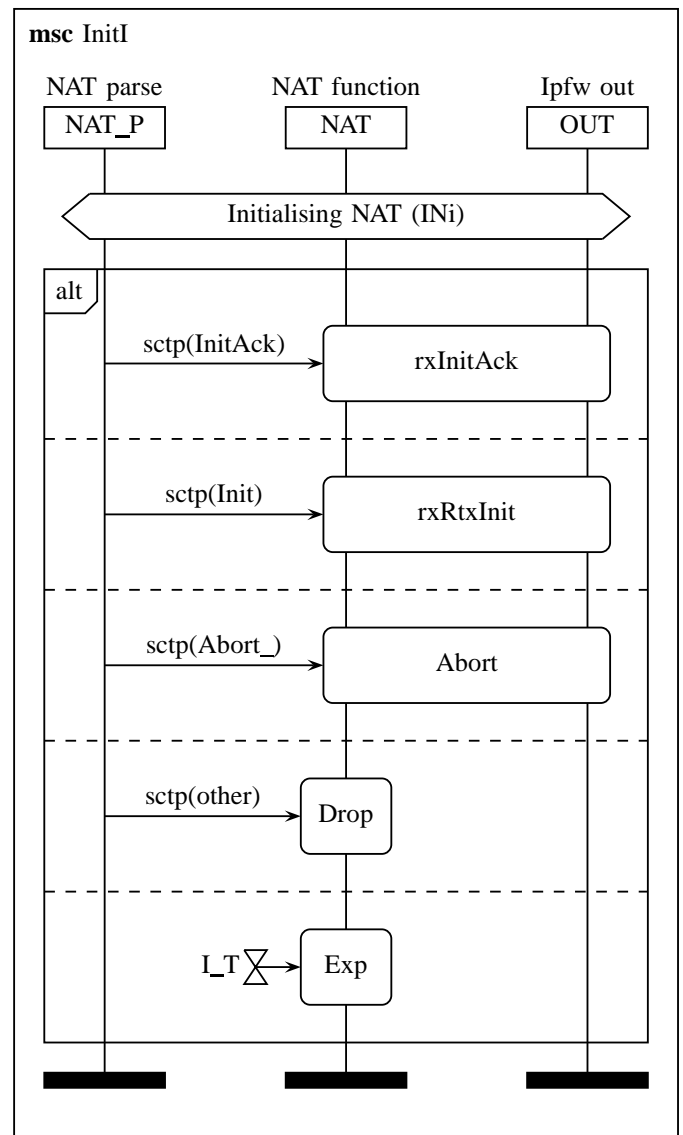 msc InitI
NAT parse
NAT function
Ipfw out
NAT_P
NAT
OUT
Initialising NAT (INi)
alt
sctp(InitAck)
rxInitAck
sctp(Init)
rxRtxInit
sctp(Abort_)
Abort
sctp(other)
Drop
I_T
Exp